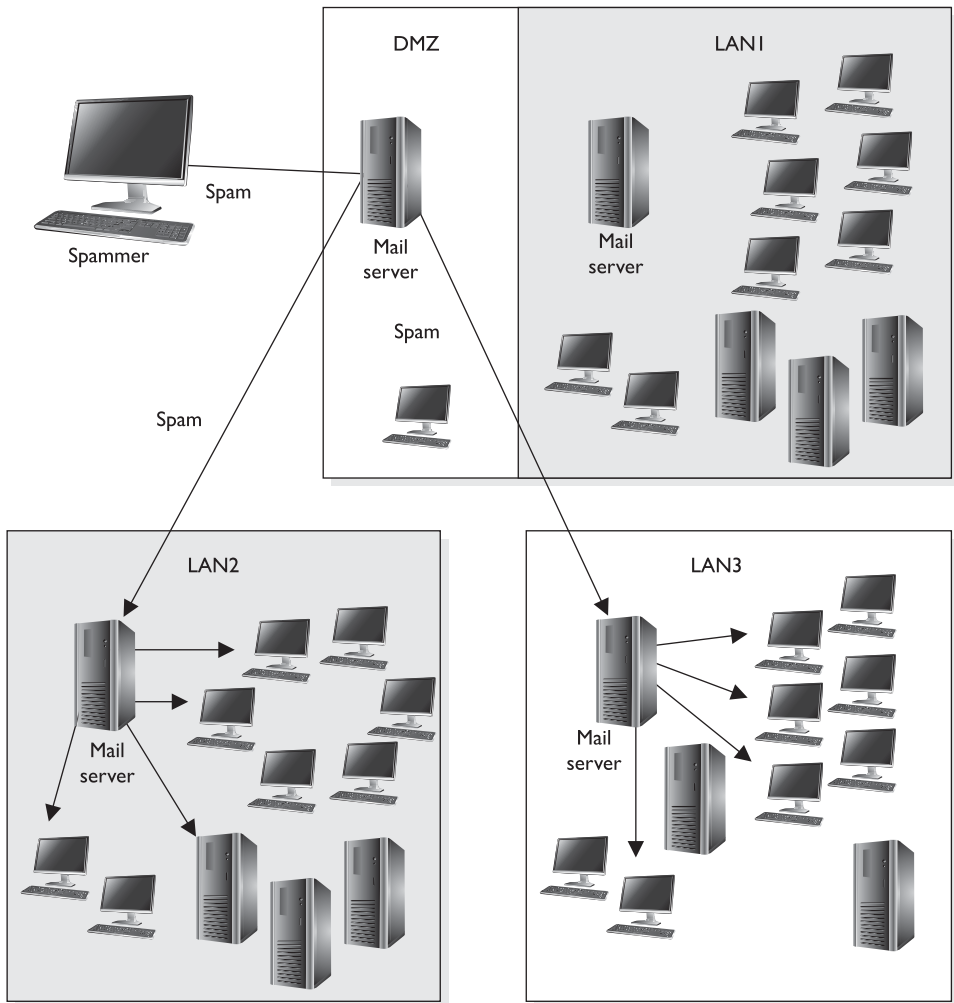 DMZ
LAN1
Spam
Spammer
Mail
server
Mail
server
Spam
Spam
LAN2
LAN3
Mail
server
Mail
server